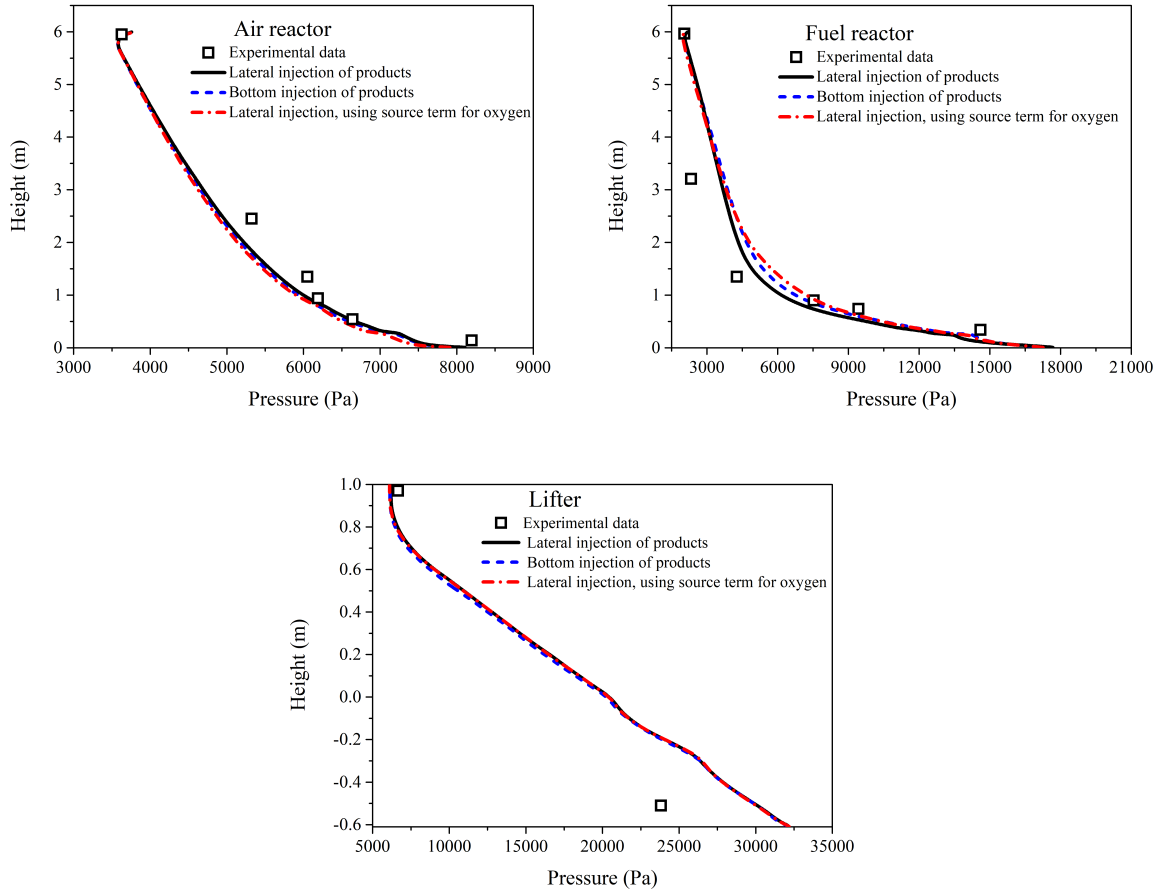 Air reactor
Experimental data
Lateral injection of products
Bottom injection of products
Lateral injection, using source term for oxygen
6
5
4
3
2
1
0
Height (m)
3000 4000 5000 6000 7000 8000 9000
Pressure (Pa)
Fuel reactor
Experimental data
Lateral injection of products
Bottom injection of products
Lateral injection, using source term for oxygen
6
5
4
3
2
1
0
Height (m)
3000 6000 9000 12000 15000 18000 21000
Pressure (Pa)
Lifter
Experimental data
Lateral injection of products
Bottom injection of products
Lateral injection, using source term for oxygen
1.0
0.8
0.6
0.4
0.2
0.0
-0.2
-0.4
-0.6
Height (m)
5000 10000 15000 20000 25000 30000 35000
Pressure (Pa)